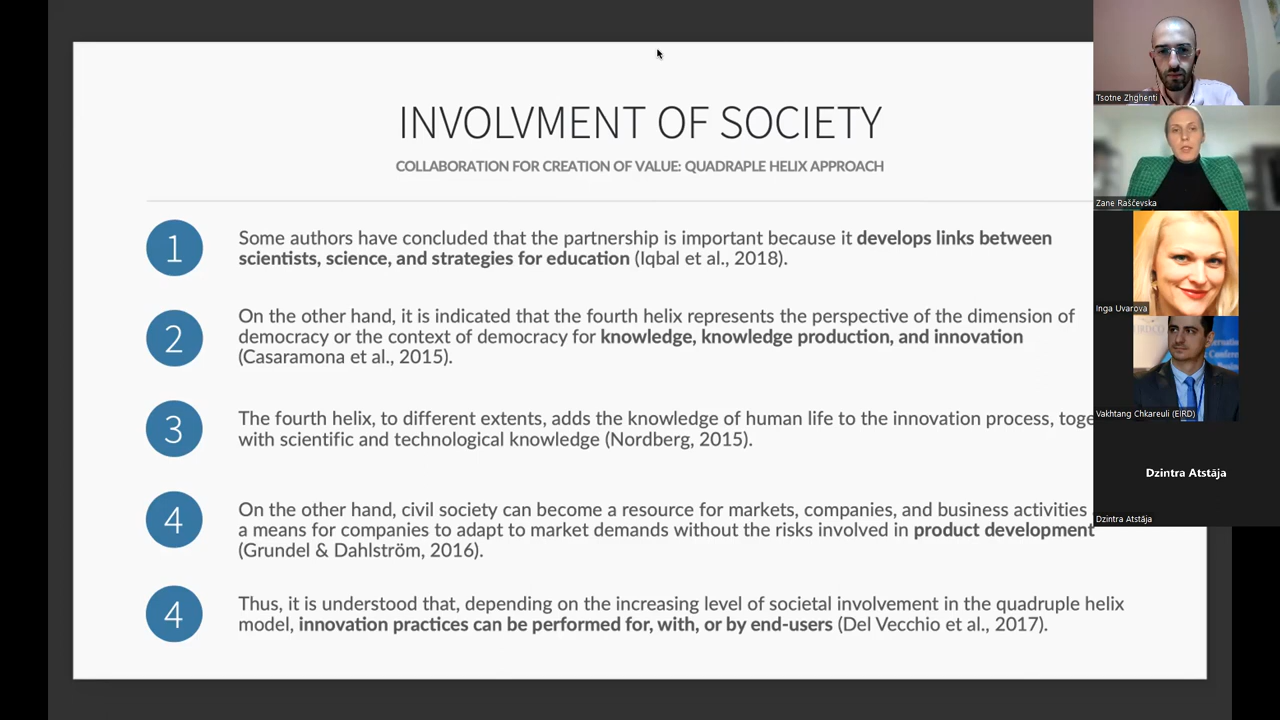 INVOLVMENT OF SOCIETY
COLLABORATION FOR CREATION OF VALUE: QUADRAPLE HELIX APPROACH
1
Some authors have concluded that the partnership is important because it develops links between
scientists, science, and strategies for education (Iqbal et al., 2018).
2
On the other hand, it is indicated that the fourth helix represents the perspective of the dimension of
democracy or the context of democracy for knowledge, knowledge production, and innovation
(Casaramona et al., 2015).
3
The fourth helix, to different extents, adds the knowledge of human life to the innovation process,
with scientific and technological knowledge (Nordberg, 2015).
4
On the other hand, civil society can become a resource for markets, companies, and business activities
a means for companies to adapt to market demands without the risks involved in product development
(Grundel & Dahlström, 2016).
4
Thus, it is understood that, depending on the increasing level of societal involvement in the quadruple helix
model, innovation practices can be performed for, with, or by end-users (Del Vecchio et al., 2017).
Tsotne Zhghenti
Zane Raščevska
Inga Uvarova
Vakhtang Chkareuli (EIRD)
Dzintra Atstāja
Dzintra Atstāja